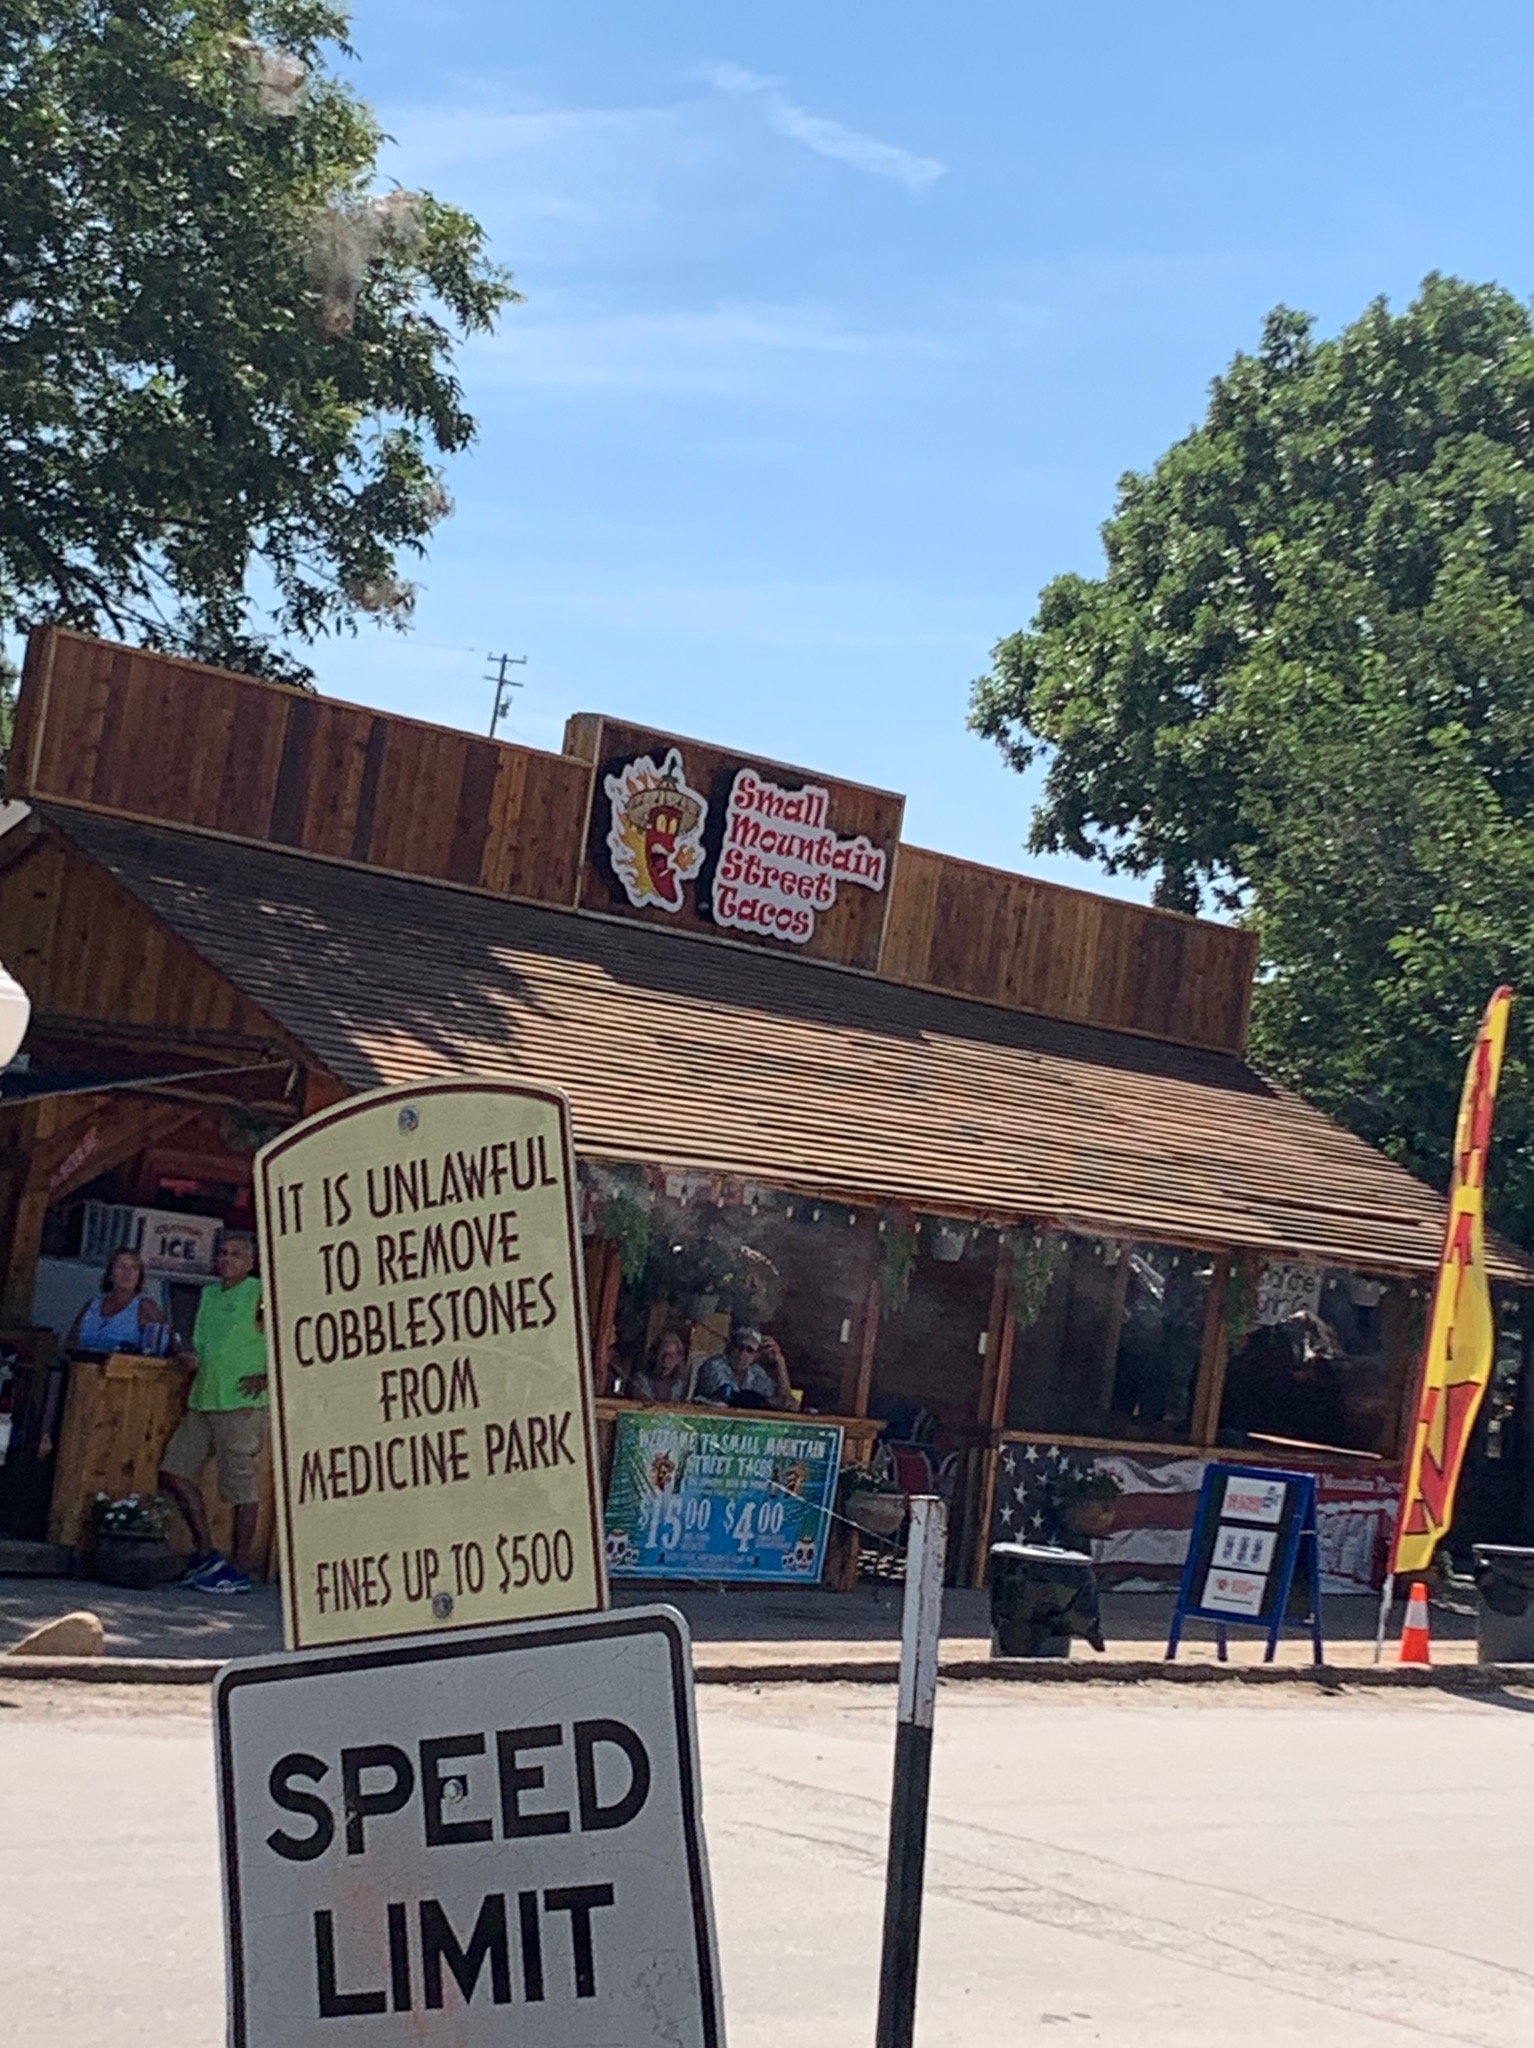 Small
Mountain
Street
Tacos
IT IS UNLAWFUL
TO REMOVE
COBBLESTONES
FROM
MEDICINE PARK
FINES UP TO $500
SPEED
LIMIT
ICE
WELCOME TO SMALL MOUNTAIN
STREET TACOS
$15.00 $4.00